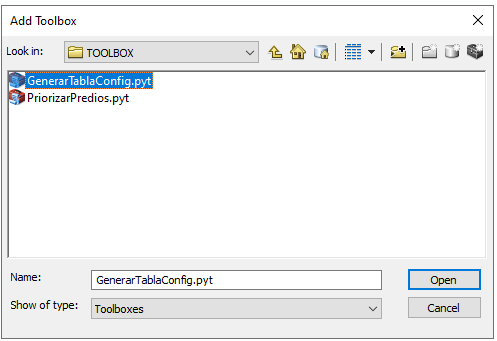 Add Toolbox
Look in: TOOLBOX
GenerarTablaConfig.pyt
PriorizarPredios.pyt
Name: GenerarTablaConfig.pyt Open
Show of type: Toolboxes Cancel